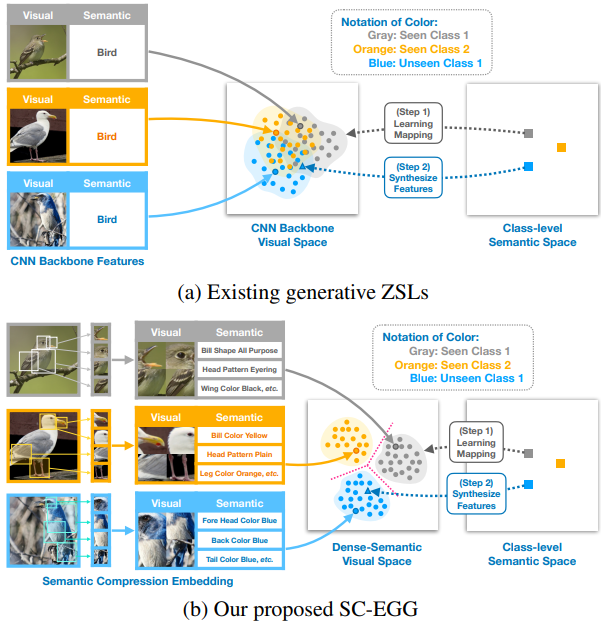 Visual Semantic
Bird
Visual Semantic
Bird
Visual Semantic
Bird
CNN Backbone Features
Notation of Color:
Gray: Seen Class 1
Orange: Seen Class 2
Blue: Unseen Class 1
(Step 1)
Learning
Mapping
(Step 2)
Synthesize
Features
CNN Backbone
Visual Space
Class-level
Semantic Space
(a) Existing generative ZSLs
Visual Semantic
Bill Shape All Purpose
Head Pattern Eyering
Wing Color Black, etc.
Visual Semantic
Bill Color Yellow
Head Pattern Plain
Leg Color Orange, etc.
Visual Semantic
Fore Head Color Blue
Back Color Blue
Tail Color Blue, etc.
Semantic Compression Embedding
Notation of Color:
Gray: Seen Class 1
Orange: Seen Class 2
Blue: Unseen Class 1
(Step 1)
Learning
Mapping
(Step 2)
Synthesize
Features
Dense-Semantic
Visual Space
Class-level
Semantic Space
(b) Our proposed SC-EGG